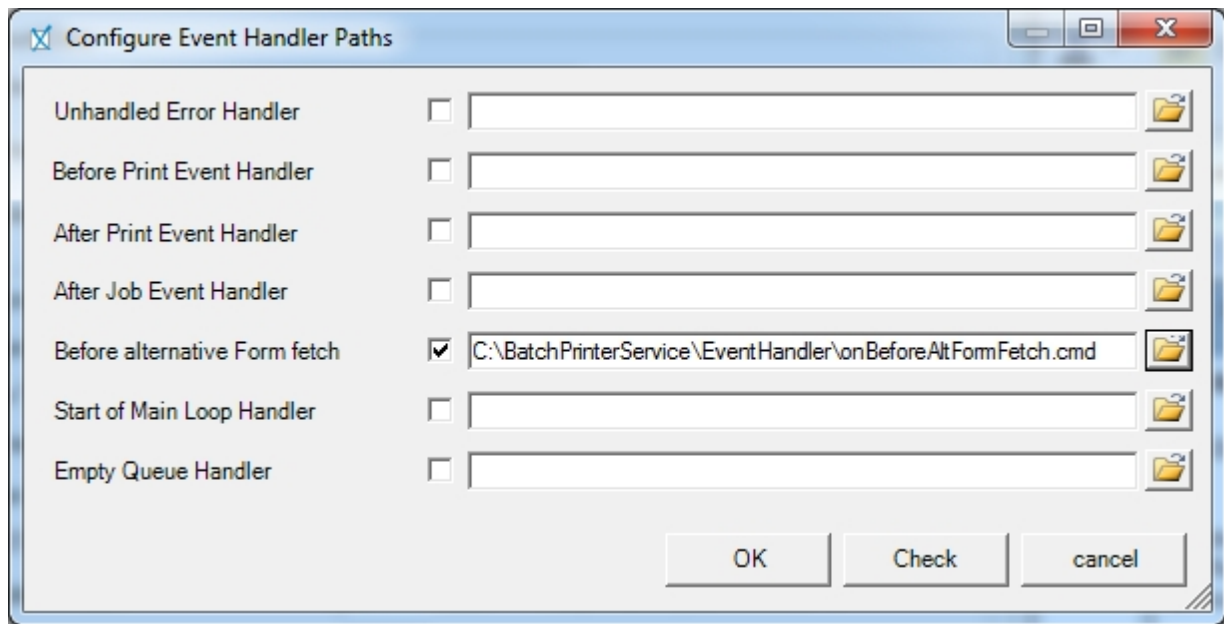 Configure Event Handler Paths
Unhandled Error Handler
Before Print Event Handler
After Print Event Handler
After Job Event Handler
Before alternative Form fetch C:\BatchPrinterService\EventHandler\onBeforeAltFormFetch.cmd
Start of Main Loop Handler
Empty Queue Handler
OK Check cancel